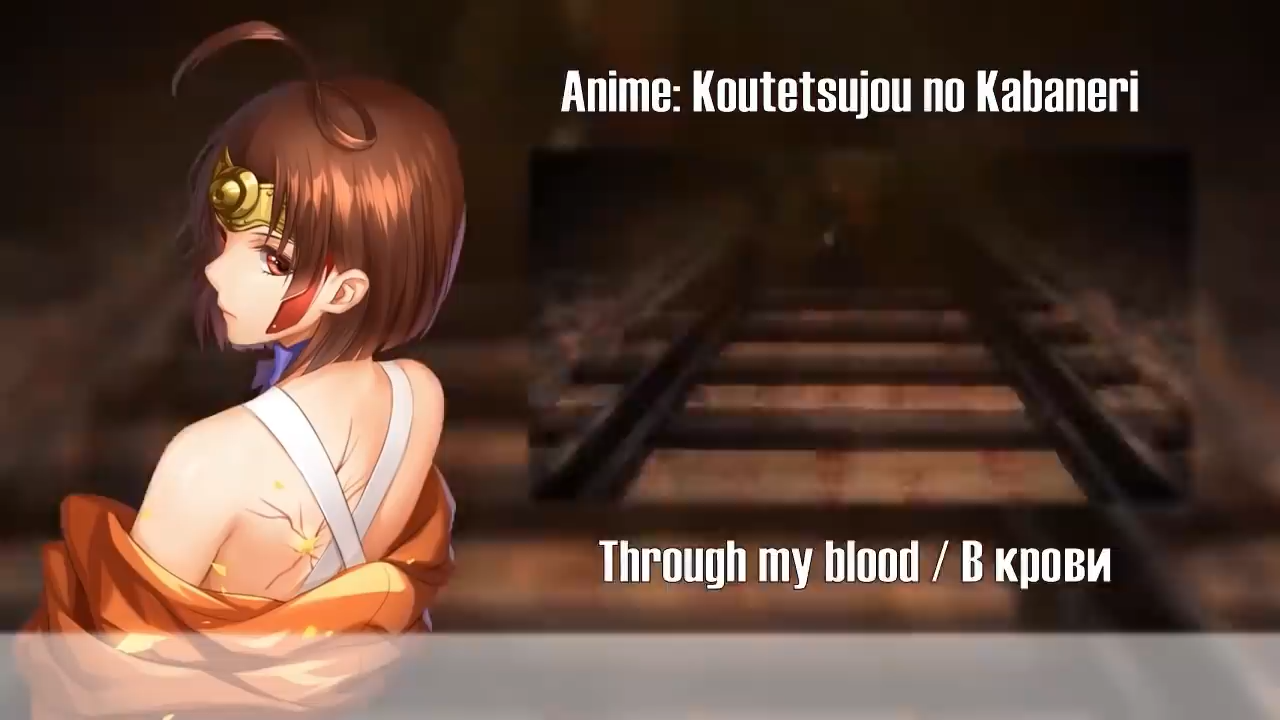 Anime: Koutetsujou no Kabaneri
Through my blood / В крови